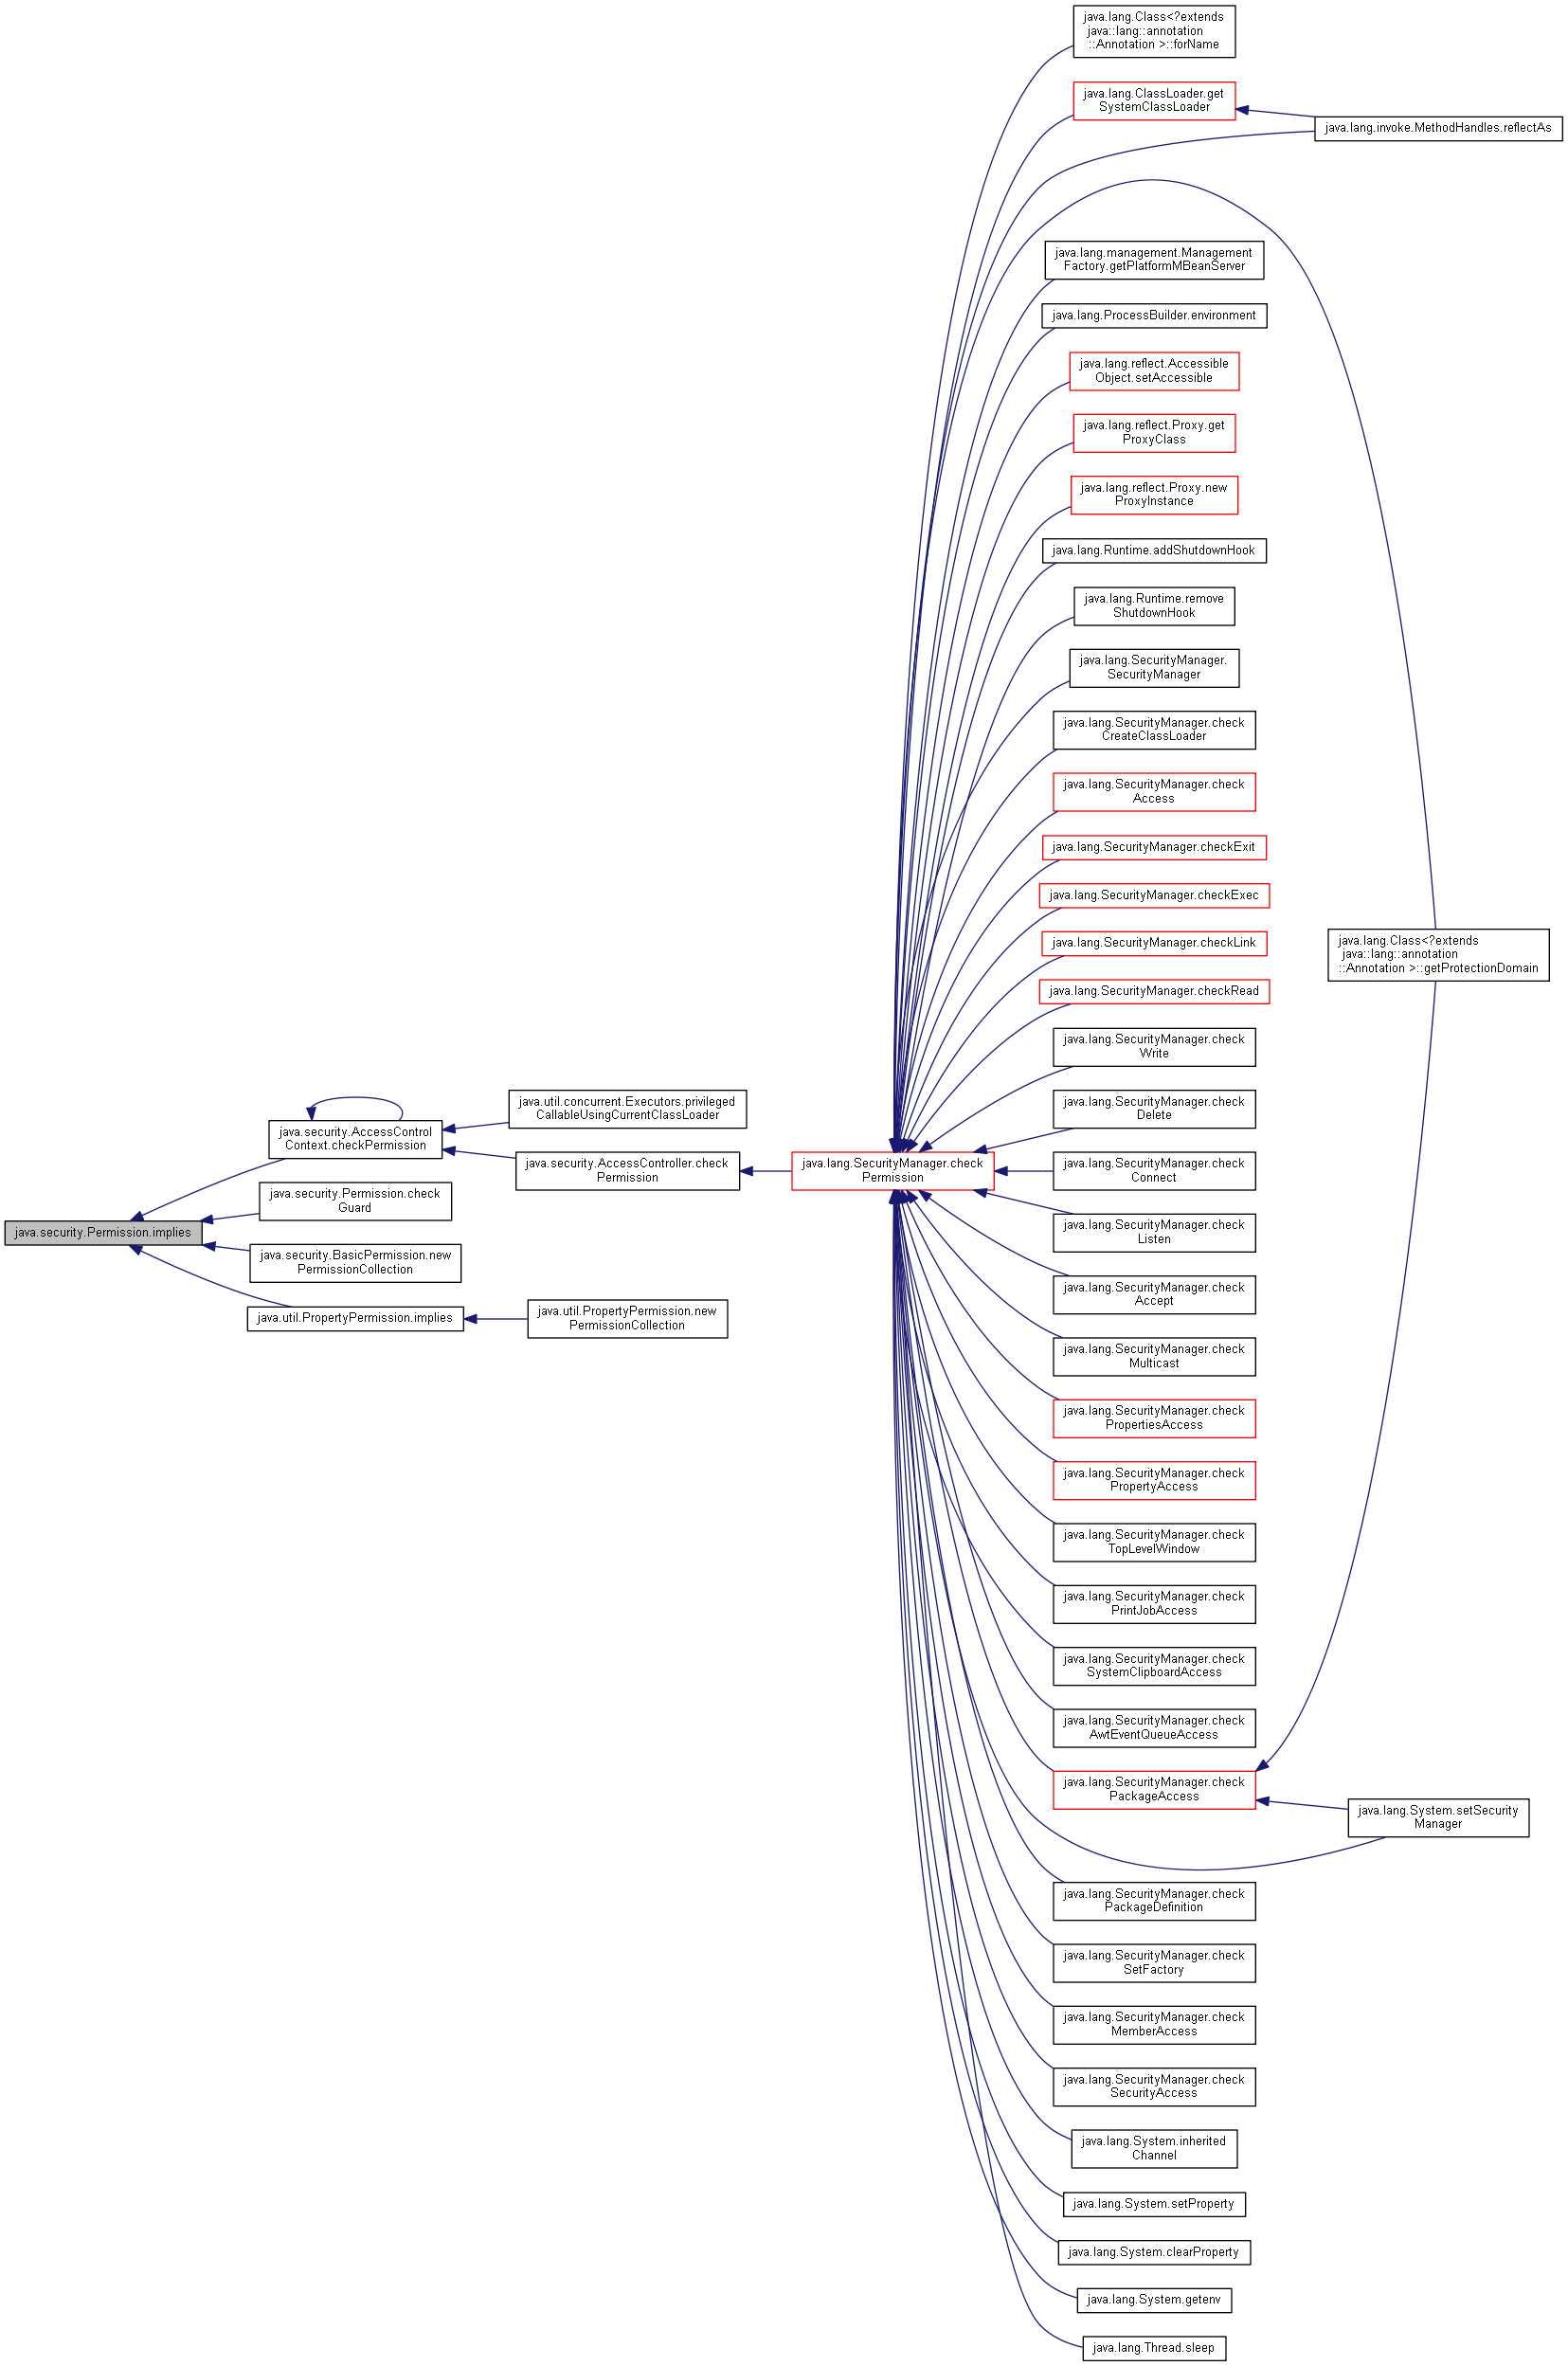 java.lang.Class<?extends
java::lang::annotation
::Annotation >::forName
java.lang.ClassLoader.get
SystemClassLoader
java.lang.invoke.MethodHandles.reflectAs
java.lang.management.Management
Factory.getPlatformMBeanServer
java.lang.ProcessBuilder.environment
java.lang.reflect.Accessible
Object.setAccessible
java.lang.reflect.Proxy.get
ProxyClass
java.lang.reflect.Proxy.new
ProxyInstance
java.lang.Runtime.addShutdownHook
java.lang.Runtime.remove
ShutdownHook
java.lang.SecurityManager.
SecurityManager
java.lang.SecurityManager.check
CreateClassLoader
java.lang.SecurityManager.check
Access
java.lang.SecurityManager.checkExit
java.lang.SecurityManager.checkExec
java.lang.SecurityManager.checkLink
java.lang.Class<?extends
java::lang::annotation
::Annotation >::getProtectionDomain
java.lang.SecurityManager.checkRead
java.lang.SecurityManager.check
Write
java.util.concurrent.Executors.privileged
CallableUsingCurrentClassLoader
java.lang.SecurityManager.check
Delete
java.security.AccessControl
Context.checkPermission
java.security.AccessController.check
Permission
java.lang.SecurityManager.check
Permission
java.lang.SecurityManager.check
Connect
java.security.Permission.check
Guard
java.lang.SecurityManager.check
Listen
java.security.Permission.implies
java.security.BasicPermission.new
PermissionCollection
java.lang.SecurityManager.check
Accept
java.util.PropertyPermission.implies
java.util.PropertyPermission.new
PermissionCollection
java.lang.SecurityManager.check
Multicast
java.lang.SecurityManager.check
PropertiesAccess
java.lang.SecurityManager.check
PropertyAccess
java.lang.SecurityManager.check
TopLevelWindow
java.lang.SecurityManager.check
PrintJobAccess
java.lang.SecurityManager.check
SystemClipboardAccess
java.lang.SecurityManager.check
AwtEventQueueAccess
java.lang.SecurityManager.check
PackageAccess
java.lang.System.setSecurity
Manager
java.lang.SecurityManager.check
PackageDefinition
java.lang.SecurityManager.check
SetFactory
java.lang.SecurityManager.check
MemberAccess
java.lang.SecurityManager.check
SecurityAccess
java.lang.System.inherited
Channel
java.lang.System.setProperty
java.lang.System.clearProperty
java.lang.System.getenv
java.lang.Thread.sleep